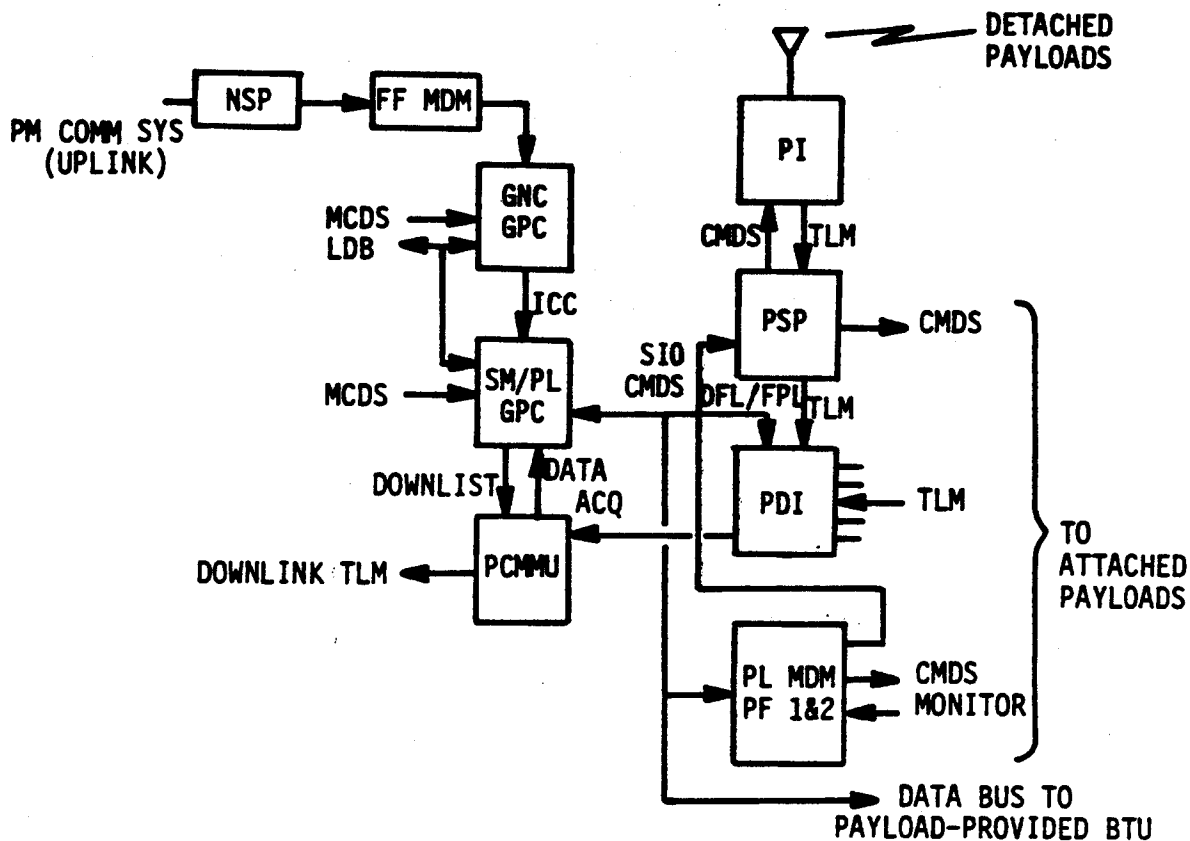 DETACHED
PAYLOADS
NSP
FF MDM
PM COMM SYS
(UPLINK)
PI
GNC
GPC
MCDS
LDB
CMDS
TLM
ICC
PSP
CMDS
SIO
CMDS
SM/PL
GPC
MCDS
DFL/FPL
TLM
DOWNLIST
DATA
ACQ
PDI
TLM
PCMMU
DOWNLINK TLM
TO
ATTACHED
PAYLOADS
PL MDM
PF 1&2
CMDS
MONITOR
DATA BUS TO
PAYLOAD-PROVIDED BTU